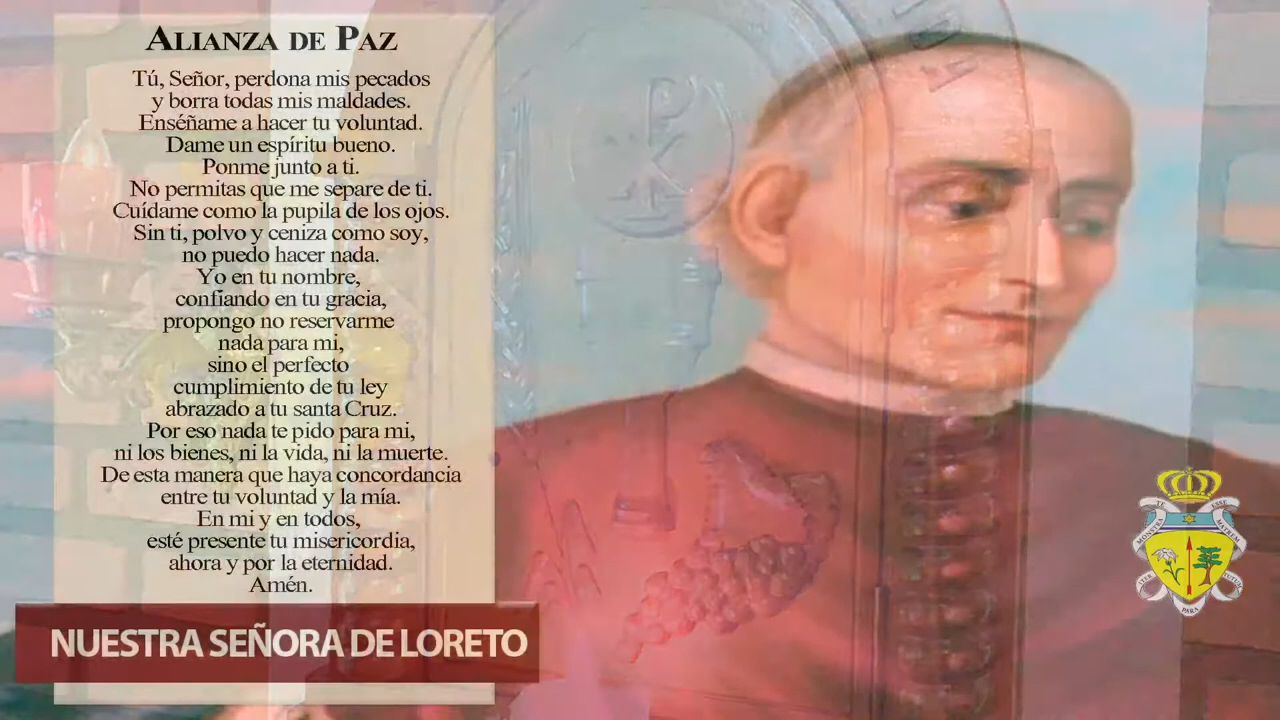 ALIANZA DE PAZ
Tú, Señor, perdona mis pecados
y borra todas mis maldades.
Enséñame a hacer tu voluntad.
Dame un espíritu bueno.
Ponme junto a ti.
No permitas que me separe de ti.
Cuídame como la pupila de los ojos.
Sin ti, polvo y ceniza como soy,
no puedo hacer nada.
Yo en tu nombre,
confiando en tu gracia,
propongo no reservarme
nada para mi,
sino el perfecto
cumplimiento de tu ley
abrazado a tu santa Cruz.
Por eso nada te pido para mi,
ni los bienes, ni la vida, ni la muerte.
De esta manera que haya concordancia
entre tu voluntad y la mía.
En mi y en todos,
esté presente tu misericordia,
ahora y por la eternidad.
Amén.
NUESTRA SEÑORA DE LORETO
MONSTRA TE ESSE MATREM
PARA